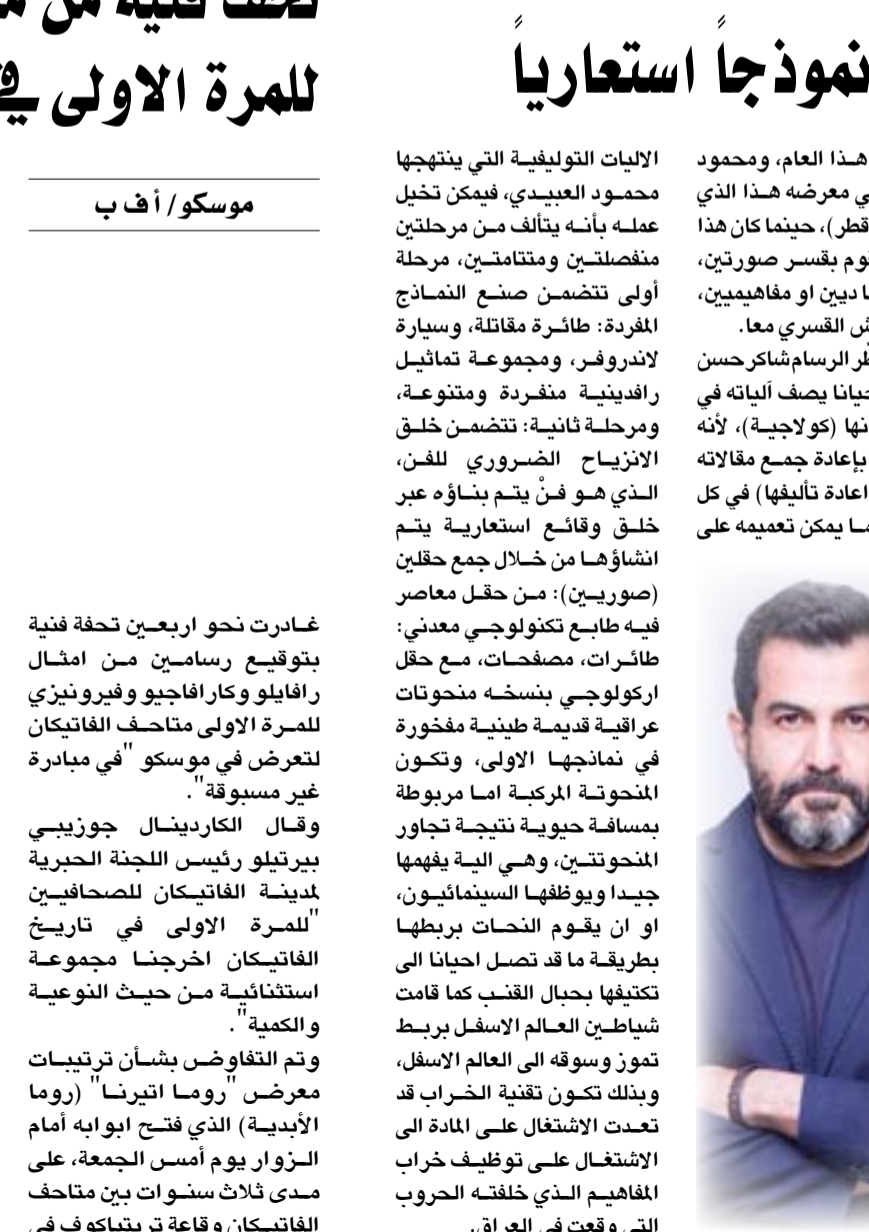 نموذجاً استعارياً
هذا العام، ومحمود
معرضه هذا الذي
قطر)، حينما كان هذا
بقسر صورتين،
او مفاهيميين،
القسري معا.
الرسام شاكر حسن
يصف آلياته في
(كولاجية)، لأنه
بإعادة جمع مقالاته
اعادة تأليفها) في كل
يمكن تعميمه على
الاليات التوليفية التي ينتهجها
محمود العبيدي، فيمكن تخيل
عمله بأنه يتألف من مرحلتين
منفصلتين ومتتامتين، مرحلة
أولى تتضمن صنع النماذج
المفردة: طائرة مقاتلة، وسيارة
لاندروفر، ومجموعة تماثيل
رافدينية منفردة ومتنوعة،
ومرحلة ثانية: تتضمن خلق
الانزياح الضروري للفن،
الذي هو فنْ يتم بناؤه عبر
خلق وقائع استعارية يتم
انشاؤها من خلال جمع حقلين
(صوريين): من حقل معاصر
فيه طابع تكنولوجي معدني:
طائرات، مصفحات، مع حقل
اركولوجي بنسخه منحوتات
عراقية قديمة طينية مفخورة
في نماذجها الاولى، وتكون
المنحوتة المركبة اما مربوطة
بمسافة حيوية نتيجة تجاور
المنحوتتين، وهي الية يفهمها
جيدا ويوظفها السينمائيون،
او ان يقوم النحات بربطها
بطريقة ما قد تصل احيانا الى
تكتيفها بحبال القنب كما قامت
شياطين العالم الاسفل بربط
تموز وسوقه الى العالم الاسفل،
وبذلك تكون تقنية الخراب قد
تعدت الاشتغال على المادة الى
الاشتغال على توظيف خراب
المفاهيم الذي خلفته الحروب
التي وقعت في العراق.
للمرة الاولى في
موسكو/ أ ف ب
غادرت نحو اربعين تحفة فنية
بتوقيع رسامين من امثال
رافايلو وكارافاجيو وفيرونيزي
للمرة الاولى متاحف الفاتيكان
لتعرض في موسكو "في مبادرة
غير مسبوقة".
وقال الكاردينال جوزيبي
بيرتيلو رئيس اللجنة الحبرية
لمدينة الفاتيكان للصحافيين
"للمرة الاولى في تاريخ
الفاتيكان اخرجنا مجموعة
استثنائية من حيث النوعية
والكمية".
وتم التفاوض بشأن ترتيبات
معرض "روما اتيرنا" (روما
الأبدية) الذي فتح ابوابه أمام
الزوار يوم أمس الجمعة، على
مدى ثلاث سنوات بين متاحف
الفاتيكان وقاعة تريتياكوف في